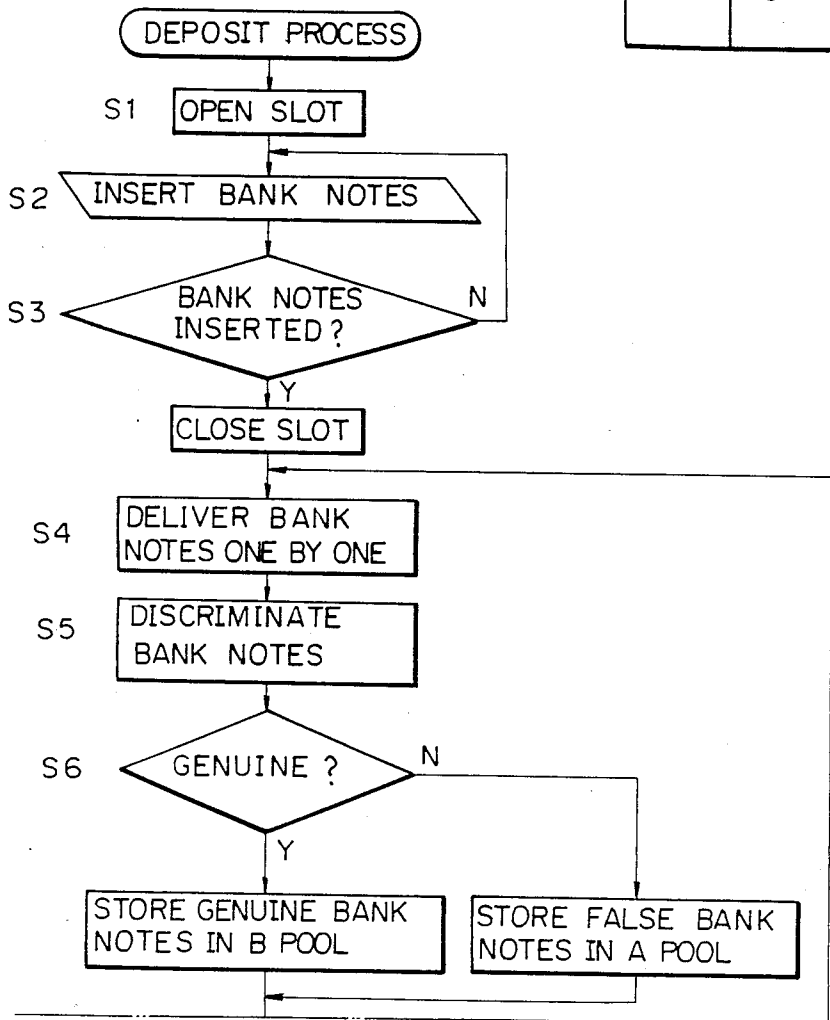 DEPOSIT PROCESS
S1
OPEN SLOT
S2
INSERT BANK NOTES
S3
BANK NOTES
INSERTED?
N
Y
CLOSE SLOT
S4
DELIVER BANK
NOTES ONE BY ONE
S5
DISCRIMINATE
BANK NOTES
S6
GENUINE ?
N
Y
STORE GENUINE BANK
NOTES IN B POOL
STORE FALSE BANK
NOTES IN A POOL